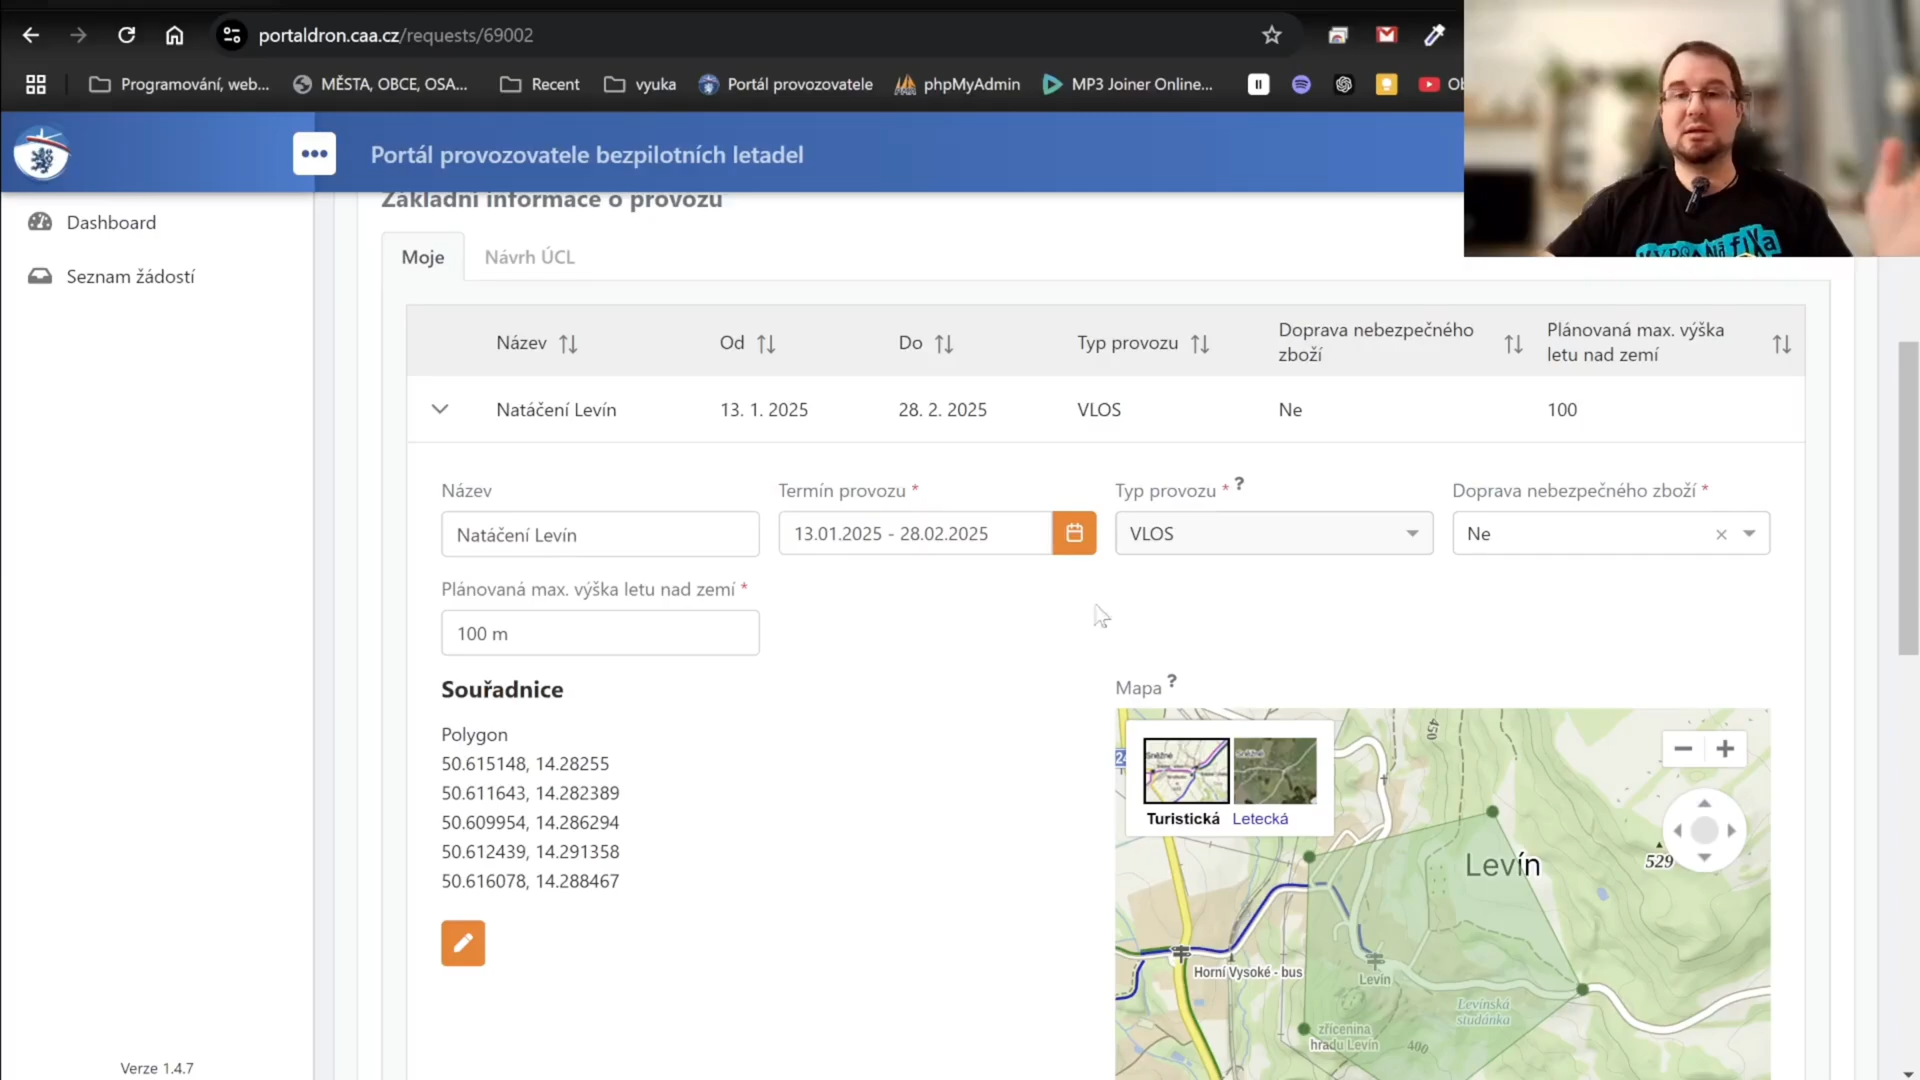 portaldron.caa.cz/requests/69002
Programování, web...
MĚSTA, OBCE, OSA...
Recent
vyuka
Portál provozovatele
phpMyAdmin
MP3 Joiner Online...
Portál provozovatele bezpilotních letadel
Dashboard
Seznam žádostí
Verze 1.4.7
Základní informace o provozu
Moje
Návrh ÚCL
Název
Od
Do
Typ provozu
Doprava nebezpečného
zboží
Plánovaná max. výška
letu nad zemí
Natáčení Levín
13. 1. 2025
28. 2. 2025
VLOS
Ne
100
Název
Termín provozu *
Typ provozu * ?
Doprava nebezpečného zboží *
Natáčení Levín
13.01.2025 - 28.02.2025
VLOS
Ne
Plánovaná max. výška letu nad zemí *
100 m
Souřadnice
Polygon
50.615148, 14.28255
50.611643, 14.282389
50.609954, 14.286294
50.612439, 14.291358
50.616078, 14.288467
Mapa ?
Turistická
Letecká
450
Levín
529
Horní Vysoké - bus
Levín
Levínská
studánka
zřícenina
hradu Levín
400